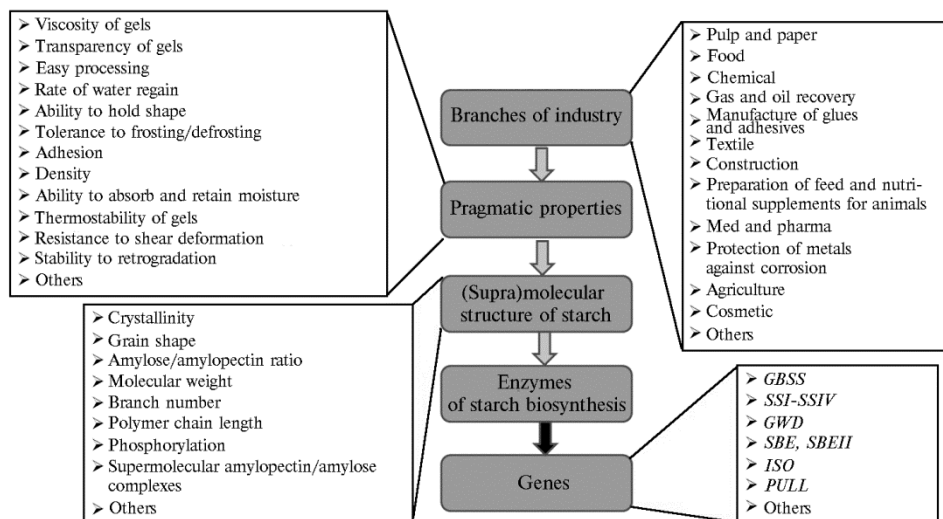 ➤ Viscosity of gels
➤ Transparency of gels
➤ Easy processing
➤ Rate of water regain
➤ Ability to hold shape
➤ Tolerance to frosting/defrosting
➤ Adhesion
➤ Density
➤ Ability to absorb and retain moisture
➤ Thermostability of gels
➤ Resistance to shear deformation
➤ Stability to retrogradation
➤ Others
Branches of industry
Pragmatic properties
(Supra)molecular
structure of starch
Enzymes
of starch biosynthesis
Genes
➤ Pulp and paper
➤ Food
➤ Chemical
➤ Gas and oil recovery
➤ Manufacture of glues
and adhesives
➤ Textile
➤ Construction
➤ Preparation of feed and nutri-
tional supplements for animals
➤ Med and pharma
➤ Protection of metals
against corrosion
➤ Agriculture
➤ Cosmetic
➤ Others
➤ Crystallinity
➤ Grain shape
➤ Amylose/amylopectin ratio
➤ Molecular weight
➤ Branch number
➤ Polymer chain length
➤ Phosphorylation
➤ Supermolecular amylopectin/amylose
complexes
➤ Others
➤ GBSS
➤ SSI-SSIV
➤ GWD
➤ SBE, SBEII
➤ ISO
➤ PULL
➤ Others